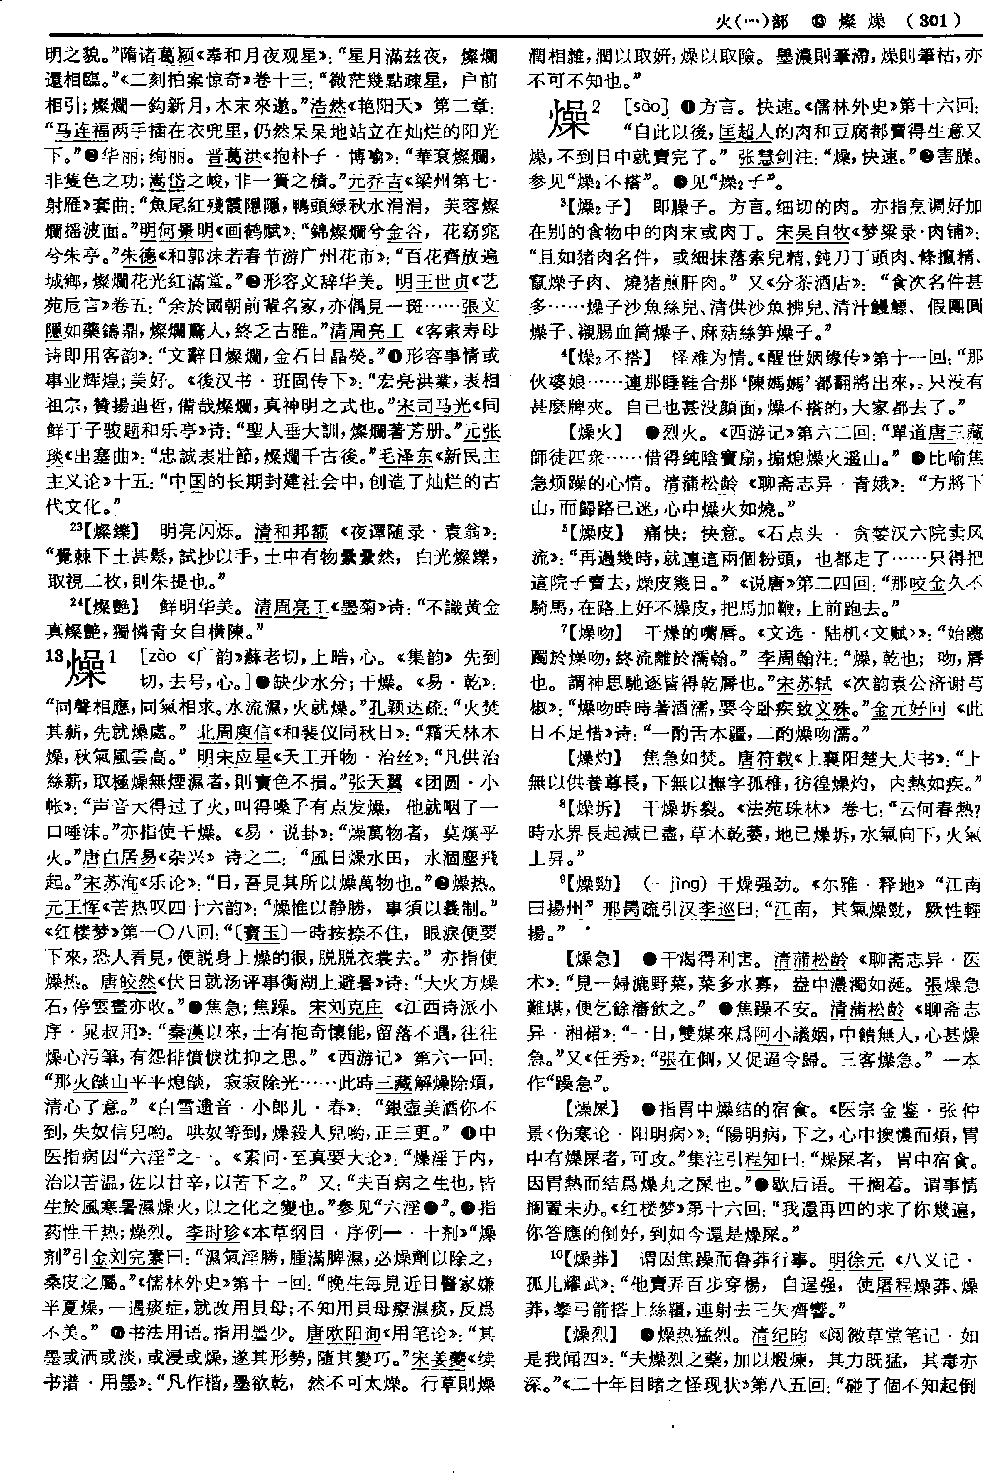 火(灬)部 ⑬ 燦 燥 (301)
明之貌。”隋诸葛颖《奉和月夜观星》：“星月滿兹夜，燦爛
還相臨。”《二刻拍案惊奇》卷十三：“微茫幾點疎星，户前
相引；燦爛一鈎新月，木末來邀。”浩然《艳阳天》第二章：
“马连福两手插在衣兜里，仍然呆呆地站立在灿烂的阳光
下。”❷华丽；绚丽。晋葛洪《抱朴子·博喻》：“華衮燦爛，
非隻色之功；嵩岱之峻，非一簣之積。”元乔吉《梁州第七·
射雁》套曲：“魚尾紅殘霞隱隱，鴨頭緑秋水涓涓，芙蓉燦
爛摇波面。”明何景明《画鹤赋》：“錦燦爛兮金谷，花窈窕
兮朱亭。”朱德《和郭沫若春节游广州花市》：“百花齊放遍
城鄉，燦爛花光紅滿堂。”❸形容文辞华美。明王世贞《艺
苑卮言》卷五：“余於國朝前輩名家，亦偶見一斑……張文
隱如藥鑄鼎，燦爛驚人，終乏古雅。”清周亮工《客索寿母
诗即用客韵》：“文辭日燦爛，金石日晶熒。”❹形容事情或
事业辉煌；美好。《後汉书·班固传下》：“宏亮洪業，表相
祖宗，贊揚迪哲，備哉燦爛，真神明之式也。”宋司马光《同
鲜于子骏题和乐亭》诗：“聖人垂大訓，燦爛著芳册。”元张
琰《出塞曲》：“忠誠表壯節，燦爛千古後。”毛泽东《新民主
主义论》十五：“中国的长期封建社会中，创造了灿烂的古
代文化。”
23【燦鑠】 明亮闪烁。清和邦额《夜谭随录·袁翁》：
“覺棘下土甚鬆，試抄以手，土中有物纍纍然，白光燦鑠，
取視二枚，則朱提也。”
24【燦艷】 鲜明华美。清周亮工《墨菊》诗：“不識黄金
真燦艷，獨憐青女自横陳。”
13燥1 [zào《广韵》蘇老切，上晧，心。《集韵》先到
切，去号，心。]❶缺少水分；干燥。《易·乾》：
“同聲相應，同氣相求。水流濕，火就燥。”孔颖达疏：“火焚
其薪，先就燥處。”北周庾信《和裴仪同秋日》：“霜天林木
燥，秋氣風雲高。”明宋应星《天工开物·治丝》：“凡供治
絲薪，取極燥無煙濕者，則寶色不損。”张天翼《团圆·小
帐》：“声音大得过了火，叫得嗓子有点发燥，他就咽了一
口唾沫。”亦指使干燥。《易·说卦》：“燥萬物者，莫熯乎
火。”唐白居易《杂兴》诗之二：“風日燥水田，水涸塵飛
起。”宋苏洵《乐论》：“日，吾見其所以燥萬物也。”❷燥热。
元王恽《苦热叹四十六韵》：“燥惟以静勝，事須以義制。”
《红楼梦》第一〇八回：“〔寶玉〕一時按捺不住，眼淚便要
下來，恐人看見，便説身上燥的很，脱脱衣裳去。”亦指使
燥热。唐皎然《伏日就汤评事衡湖上避暑》诗：“大火方燥
石，停雲晝亦收。”❸焦急；焦躁。宋刘克庄《江西诗派小
序·晁叔用》：“秦漢以來，士有抱奇懷能，留落不遇，往往
燥心污筆，有怨徘憤悱沈抑之思。”《西游记》第六一回：
“那火燄山平平熄燄，寂寂除光……此時三藏解燥除煩，
清心了意。”《白雪遗音·小郎儿·春》：“銀壺美酒你不
到，失奴信兒喲。哄奴等到，燥殺人兒喲，正三更。”❹中
医指病因“六淫”之一。《素问·至真要大论》：“燥淫于内，
治以苦温，佐以甘辛，以苦下之。”又：“夫百病之生也，皆
生於風寒暑濕燥火，以之化之變也。”参见“六淫❷”。❺指
药性干热；燥烈。李时珍《本草纲目·序例一·十剂》“燥
剂”引金刘完素曰：“濕氣淫勝，腫滿脾濕，必燥劑以除之，
桑皮之屬。”《儒林外史》第十一回：“晚生每見近日醫家嫌
半夏燥，一遇痰症，就改用貝母；不知用貝母療濕痰，反爲
不美。”❻书法用语。指用墨少。唐欧阳询《用笔论》：“其
墨或洒或淡，或浸或燥，遂其形勢，隨其變巧。”宋姜夔《续
书谱·用墨》：“凡作楷，墨欲乾，然不可太燥。行草則燥
潤相雜，潤以取妍，燥以取險。墨濃則筆滯，燥則筆枯，亦
不可不知也。”
燥2 [sào] ❶方言。快速。《儒林外史》第十六回：
“自此以後，匡超人的肉和豆腐都賣得生意又
燥，不到日中就賣完了。”张慧剑注：“燥，快速。”❷害臊。
参见“燥2不搭”。❸见“燥2子”。
3【燥2子】 即臊子。方言。细切的肉。亦指烹调好加
在别的食物中的肉末或肉丁。宋吴自牧《梦粱录·肉铺》：
“且如猪肉名件，或細抹落索兒精、鈍刀丁頭肉、條攛精、
竄燥子肉、燒猪煎肝肉。”又《分茶酒店》：“食次名件甚
多……燥子沙魚絲兒、清供沙魚拂兒、清汁鰻鰾、假團圓
燥子、襯腸血筒燥子、麻菇絲笋燥子。”
4【燥2不搭】 怪难为情。《醒世姻缘传》第十一回：“那
伙婆娘……連那睡鞋合那‘陳媽媽’都翻將出來，只没有
甚麽牌夾。自己也甚没顔面，燥不搭的，大家都去了。”
【燥火】 ❶烈火。《西游记》第六二回：“單道唐三藏
師徒四衆……借得純陰寶扇，搧熄燥火遥山。”❷比喻焦
急烦躁的心情。清蒲松龄《聊斋志异·青娥》：“方將下
山，而歸路已迷，心中燥火如燒。”
5【燥皮】 痛快；快意。《石点头·贪婪汉六院卖风
流》：“再過幾時，就連這兩個粉頭，也都走了……只得把
這院子賣去，燥皮幾日。”《说唐》第二四回：“那咬金久不
騎馬，在路上好不燥皮，把馬加鞭，上前跑去。”
7【燥吻】 干燥的嘴唇。《文选·陆机〈文赋〉》：“始躑
躅於燥吻，終流離於濡翰。”李周翰注：“燥，乾也；吻，脣
也。謂神思馳逐皆得乾脣也。”宋苏轼《次韵袁公济谢芎
椒》：“燥吻時時著酒濡，要令卧疾致文殊。”金元好问《此
日不足惜》诗：“一酌舌本疆，二酌燥吻濡。”
【燥灼】 焦急如焚。唐符载《上襄阳楚大夫书》：“上
無以供養尊長，下無以撫字孤稚，彷徨燥灼，内熱如疾。”
8【燥坼】 干燥坼裂。《法苑珠林》卷七：“云何春熱？
時水界長起減已盡，草木乾萎，地已燥坼，水氣向下，火氣
上昇。”
9【燥勁】 (- jìng) 干燥强劲。《尔雅·释地》“江南
曰揚州”邢昺疏引汉李巡曰：“江南，其氣燥勁，厥性輕
揚。”
【燥急】 ❶干渴得利害。清蒲松龄《聊斋志异·医
术》：“見一婦漉野菜，菜多水寡，盎中濃濁如涎。張燥急
難堪，便乞餘瀋飲之。”❷焦躁不安。清蒲松龄《聊斋志
异·湘裙》：“一日，雙媒來爲阿小議姻，中饋無人，心甚燥
急。”又《任秀》：“張在側，又促逼令歸。三客燥急。”一本
作“躁急”。
【燥屎】 ❶指胃中燥结的宿食。《医宗金鉴·张仲
景〈伤寒论·阳明病〉》：“陽明病，下之，心中懊憹而煩，胃
中有燥屎者，可攻。”集注引程知曰：“燥屎者，胃中宿食。
因胃熱而結爲燥丸之屎也。”❷歇后语。干搁着。谓事情
搁置未办。《红楼梦》第十六回：“我還再四的求了你幾遍，
你答應的倒好，到如今還是燥屎。”
10【燥莽】 谓因焦躁而鲁莽行事。明徐元《八义记·
孤儿耀武》：“他賣弄百步穿楊，自逞强，使屠程燥莽、燥
莽，攀弓箭搭上絲疆，連射去三矢齊響。”
【燥烈】 ❶燥热猛烈。清纪昀《阅微草堂笔记·如
是我闻四》：“夫燥烈之藥，加以煅煉，其力既猛，其毒亦
深。”《二十年目睹之怪现状》第八五回：“碰了個不知起倒